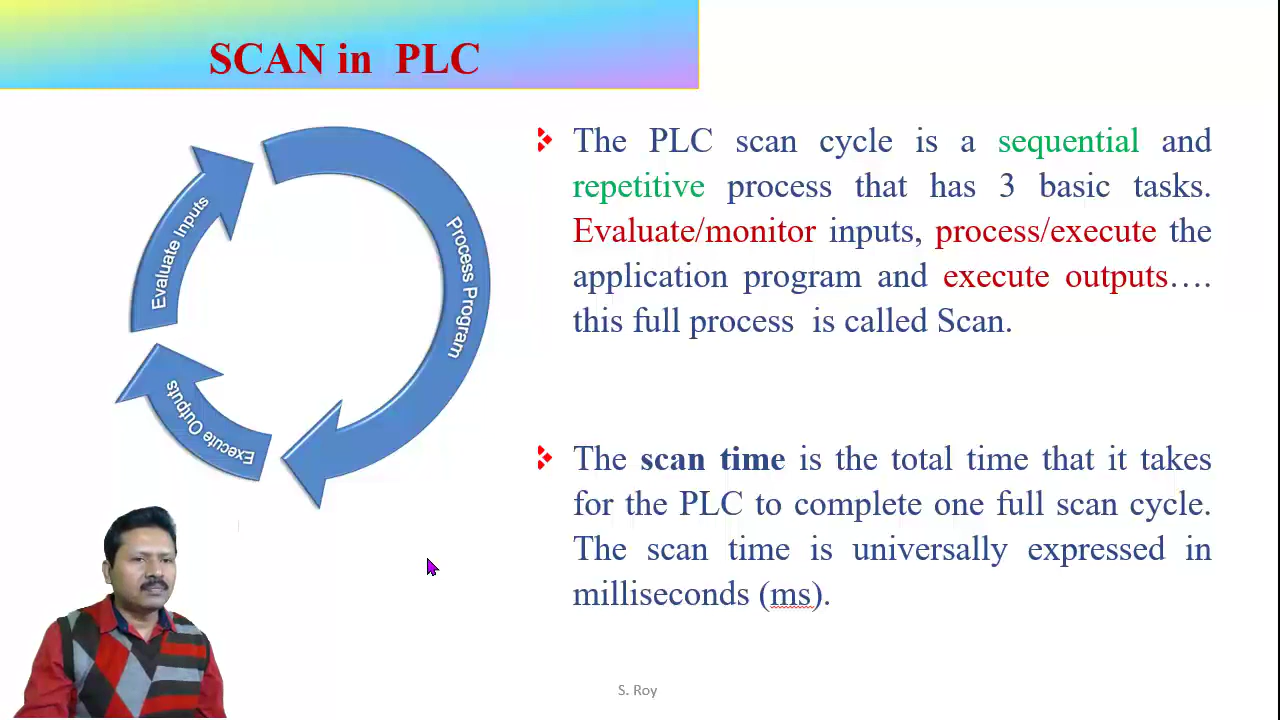 SCAN in PLC
Evaluate Inputs
Process Program
Execute Outputs
The PLC scan cycle is a sequential and
repetitive process that has 3 basic tasks.
Evaluate/monitor inputs, process/execute the
application program and execute outputs….
this full process is called Scan.
The scan time is the total time that it takes
for the PLC to complete one full scan cycle.
The scan time is universally expressed in
milliseconds (ms).
S. Roy